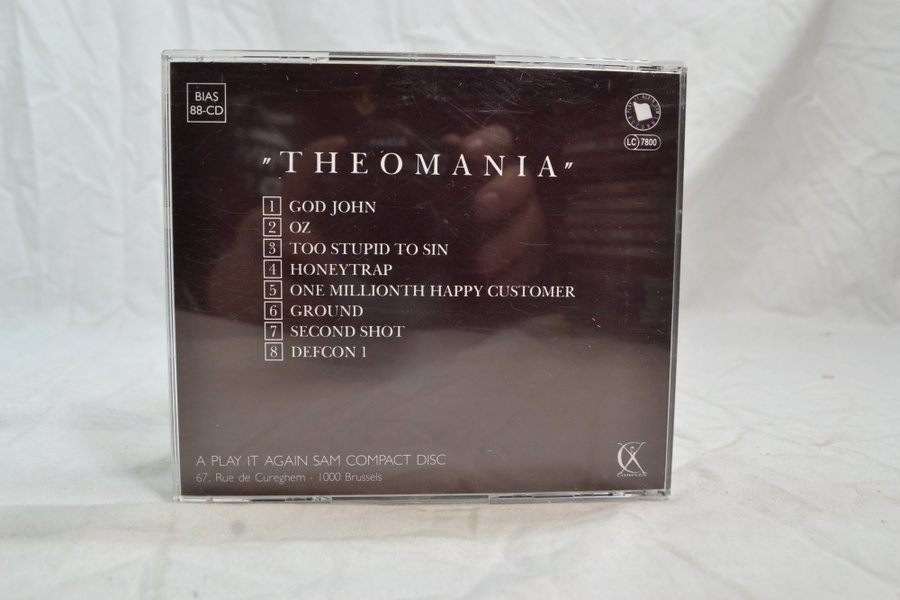 BIAS
88-CD
LC 7800
"THEOMANIA"
1 GOD JOHN
2 OZ
3 TOO STUPID TO SIN
4 HONEYTRAP
5 ONE MILLIONTH HAPPY CUSTOMER
6 GROUND
7 SECOND SHOT
8 DEFCON 1
A PLAY IT AGAIN SAM COMPACT DISC
67, Rue de Cureghem - 1000 Brussels
COMPLEX